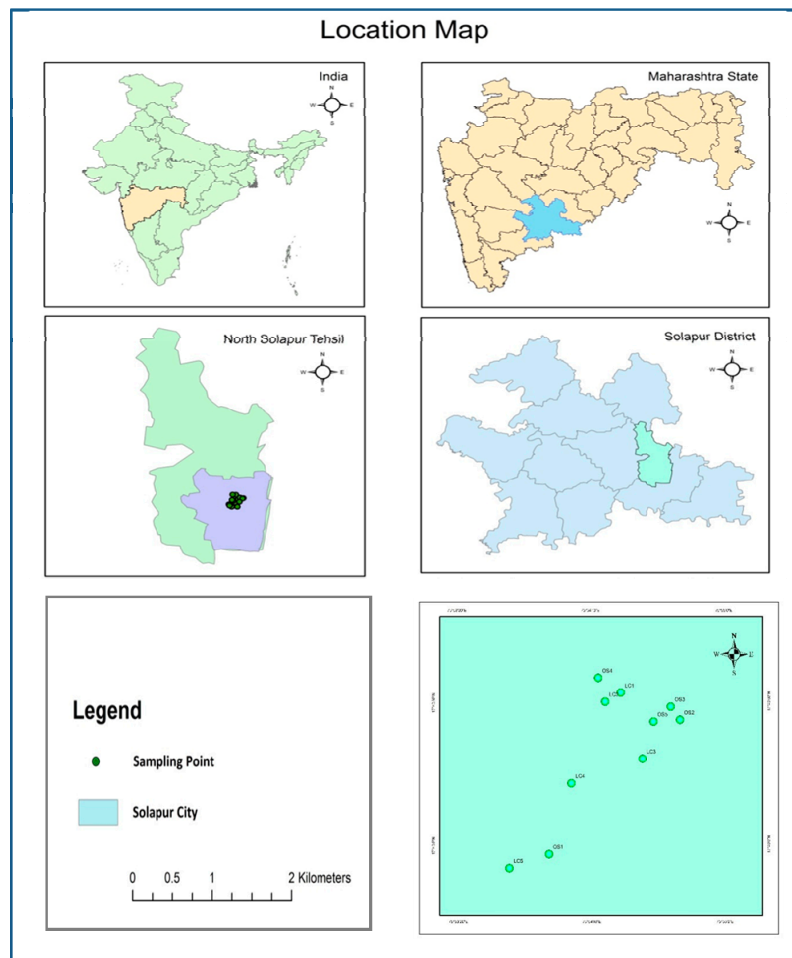 Location Map
India
N
W E
S
Maharashtra State
N
W E
S
North Solapur Tehsil
N
W E
S
Solapur District
N
W E
S
Legend
Sampling Point
Solapur City
0 0.5 1 2 Kilometers
N
W E
S
OS4
LC1
OS3
OS2
LC3
LC4
OS1
LC5